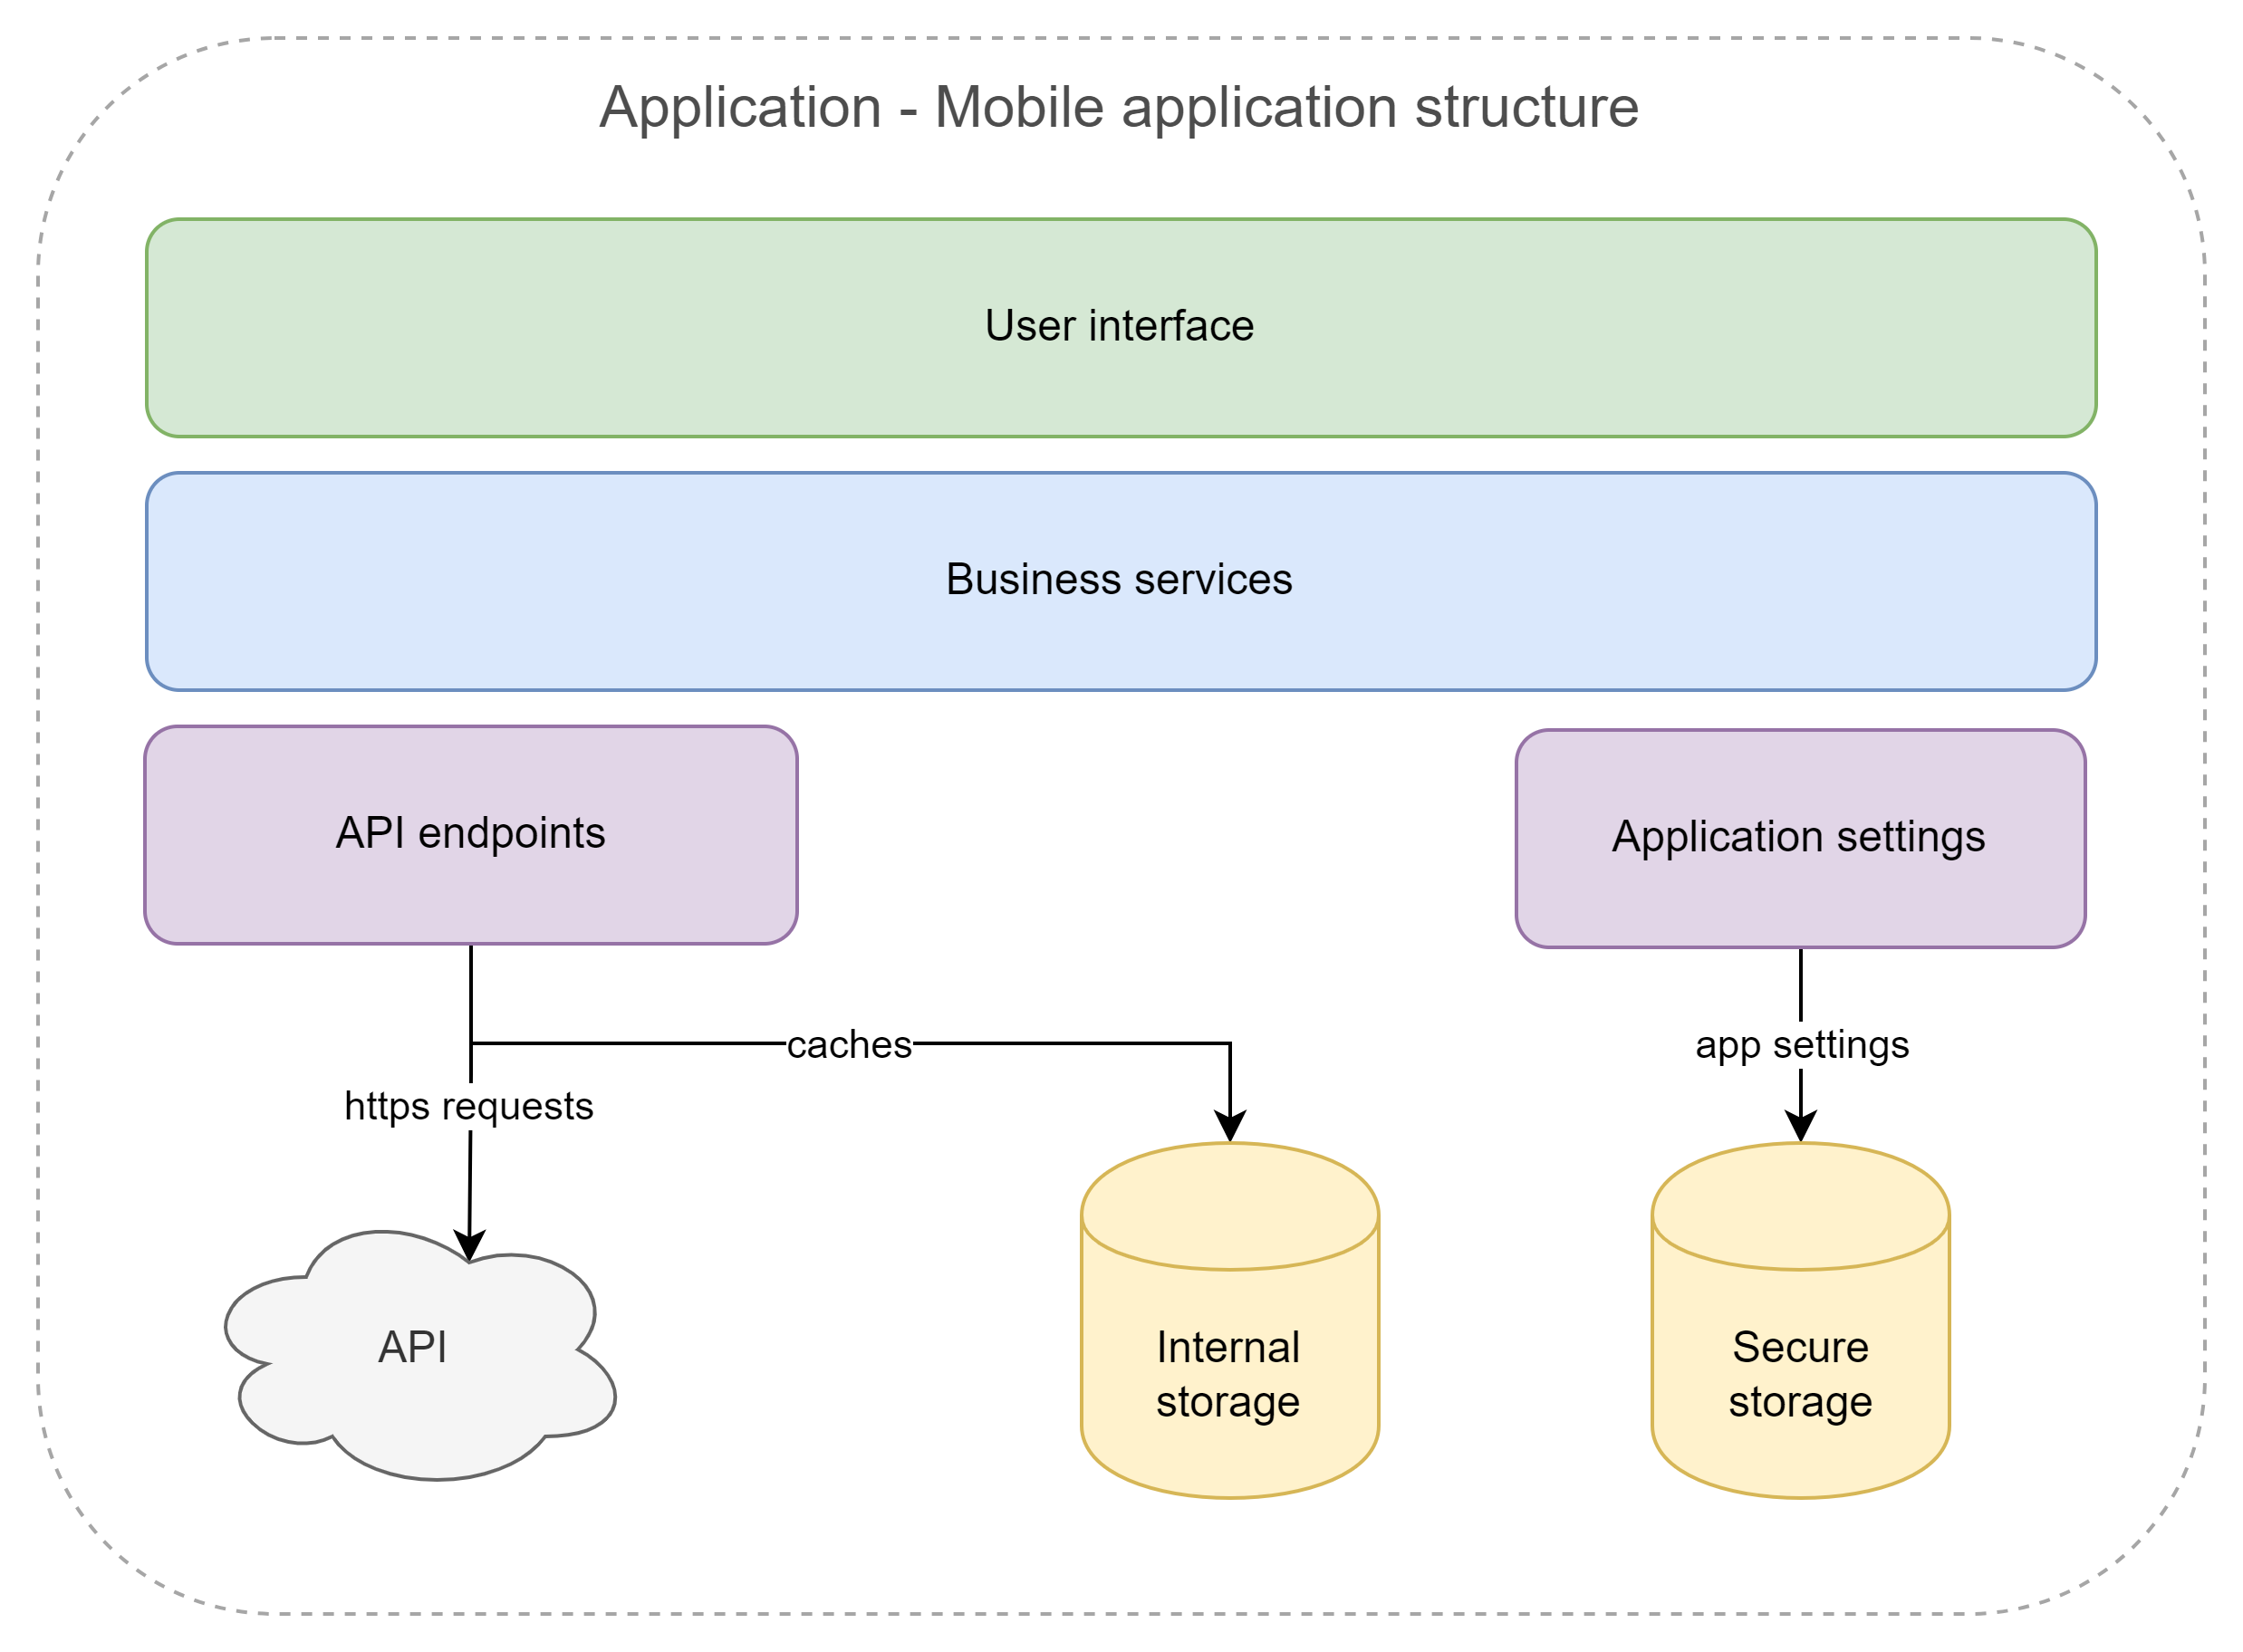 Application - Mobile application structure
User interface
Business services
API endpoints
Application settings
caches
app settings
https requests
API
Internal
storage
Secure
storage